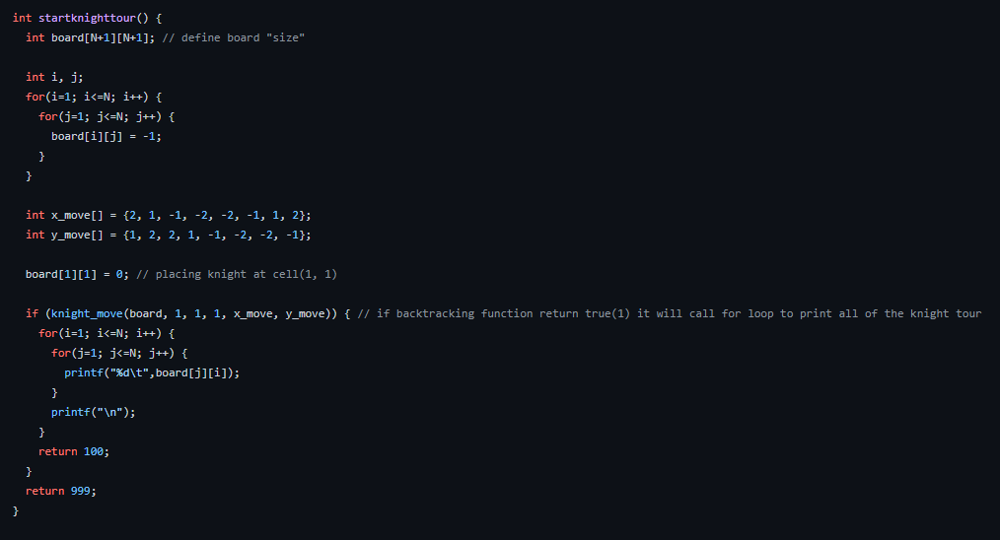 int startknighttour() {
  int board[N+1][N+1]; // define board "size"

  int i, j;
  for(i=1; i<=N; i++) {
    for(j=1; j<=N; j++) {
      board[i][j] = -1;
    }
  }

  int x_move[] = {2, 1, -1, -2, -2, -1, 1, 2};
  int y_move[] = {1, 2, 2, 1, -1, -2, -2, -1};

  board[1][1] = 0; // placing knight at cell(1, 1)

  if (knight_move(board, 1, 1, 1, x_move, y_move)) { // if backtracking function return true(1) it will call for loop to print all of the knight tour
    for(i=1; i<=N; i++) {
      for(j=1; j<=N; j++) {
        printf("%d\t",board[j][i]);
      }
      printf("\n");
    }
    return 100;
  }
  return 999;
}